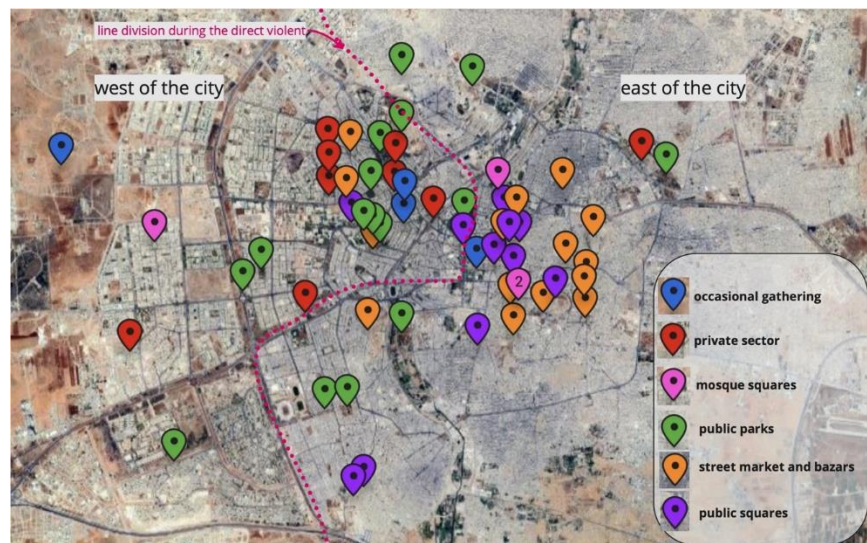 line division during the direct violent
west of the city
east of the city
2
occasional gathering
private sector
mosque squares
public parks
street market and bazars
public squares